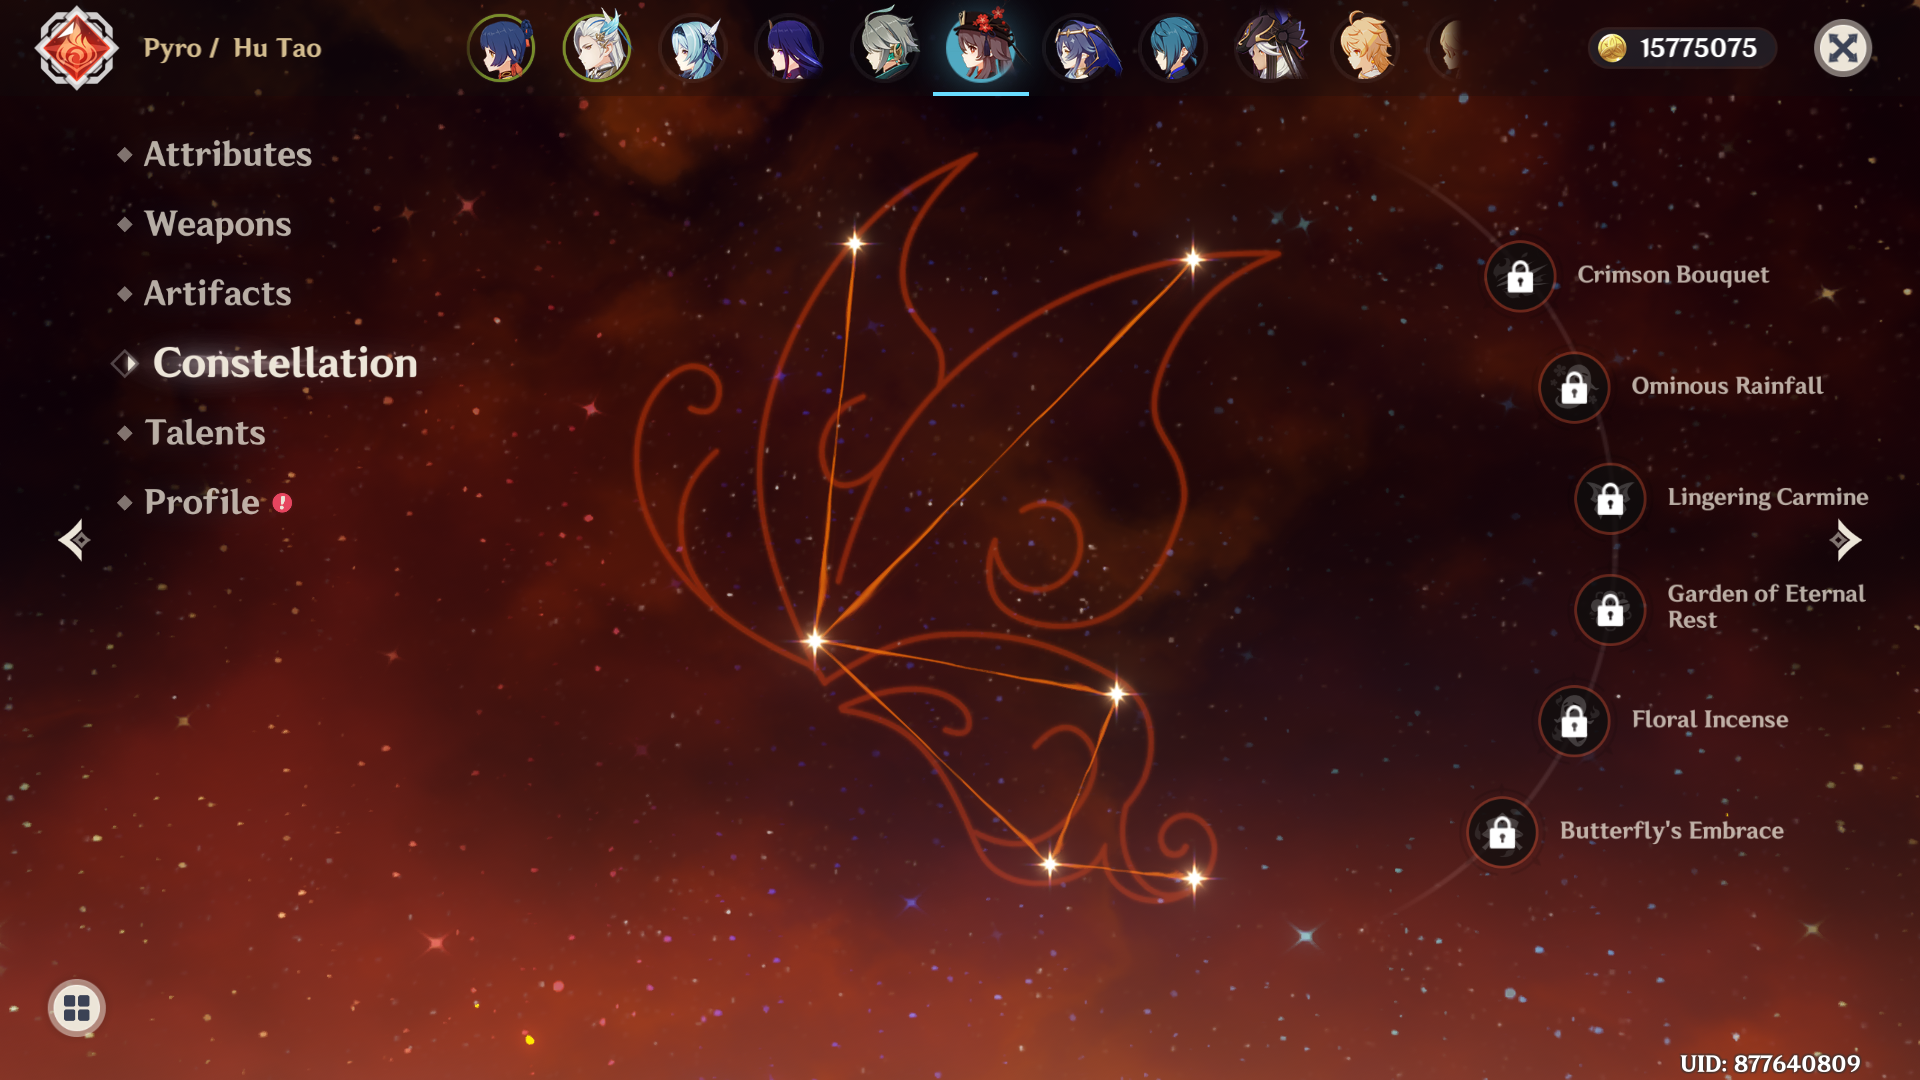 Pyro / Hu Tao
15775075
Attributes
Weapons
Artifacts
Constellation
Talents
Profile
Crimson Bouquet
Ominous Rainfall
Lingering Carmine
Garden of Eternal
Rest
Floral Incense
Butterfly's Embrace
UID: 877640809